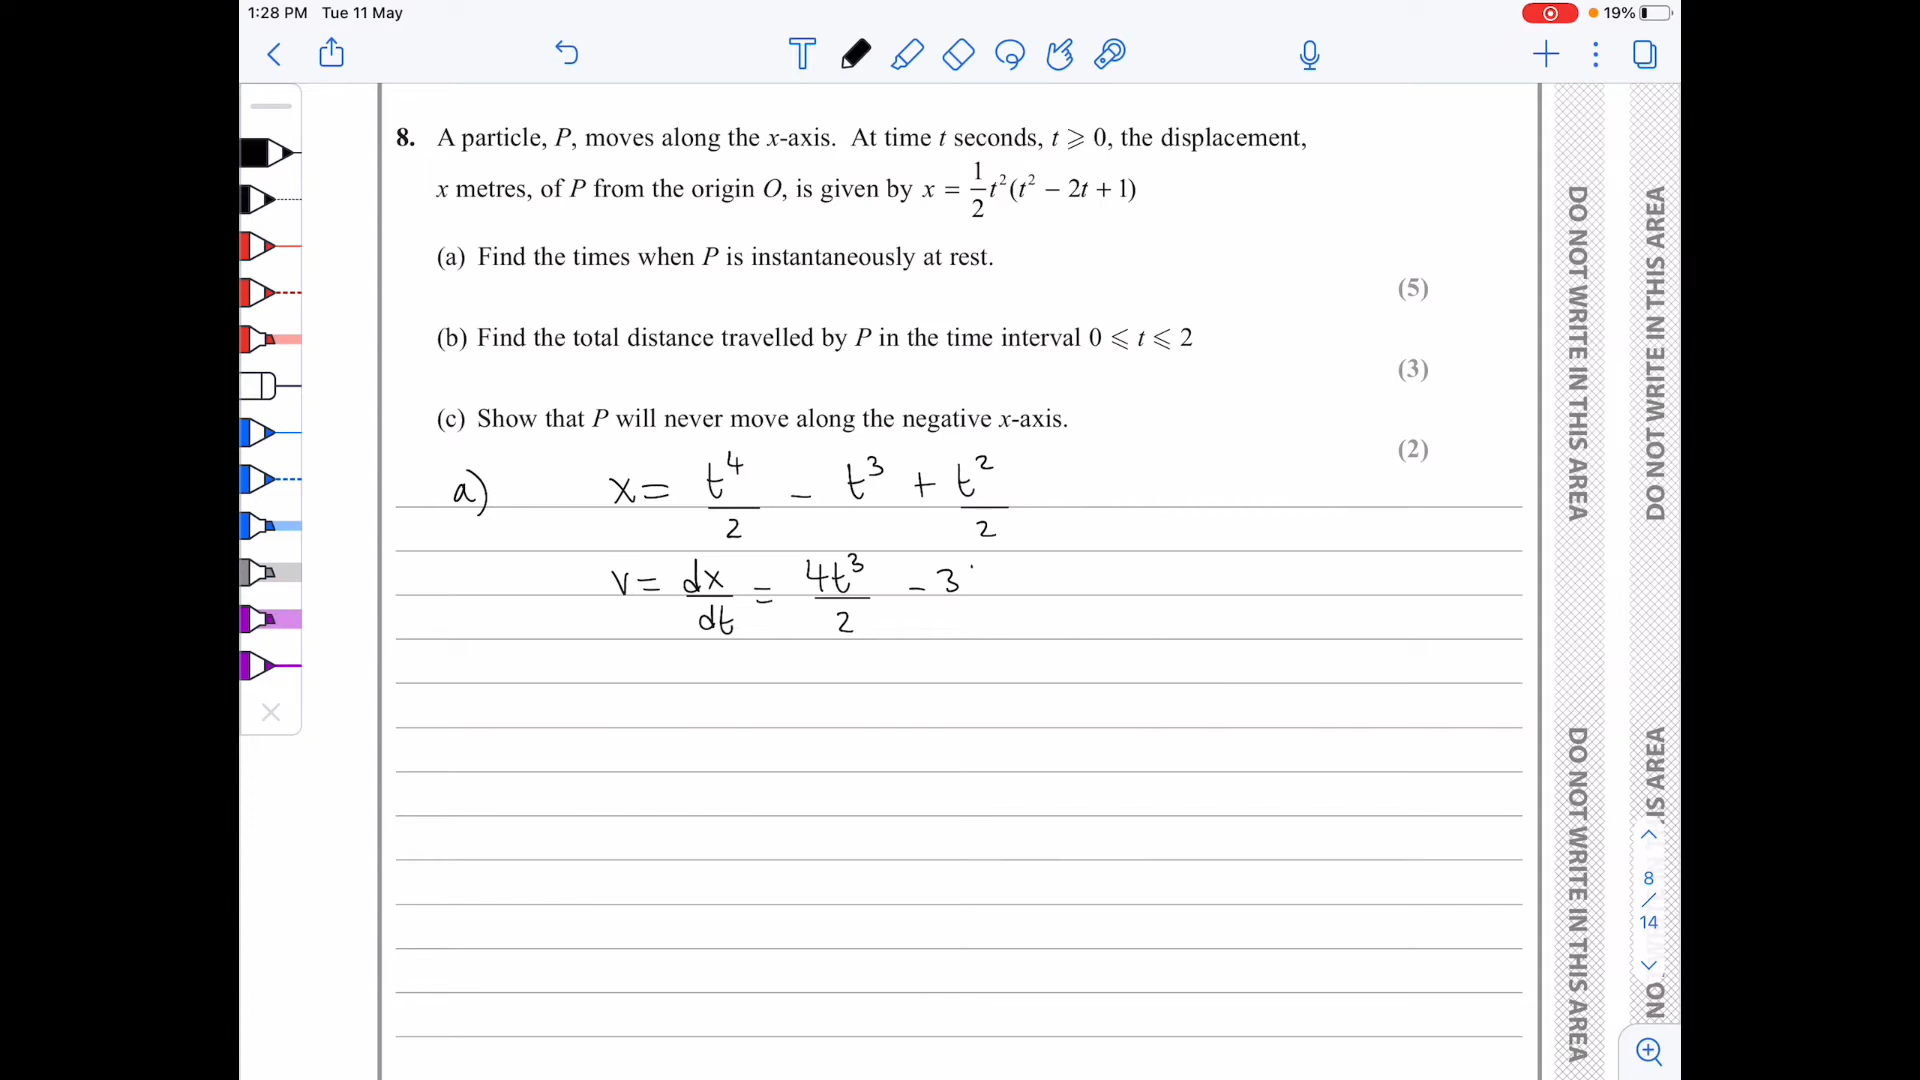 1:28 PM Tue 11 May
19%
8. A particle, P, moves along the x-axis. At time t seconds, t ⩾ 0, the displacement,
x metres, of P from the origin O, is given by x = 1/2 t²(t² − 2t + 1)
(a) Find the times when P is instantaneously at rest.
(5)
(b) Find the total distance travelled by P in the time interval 0 ⩽ t ⩽ 2
(3)
(c) Show that P will never move along the negative x-axis.
(2)
a) x = t⁴/2 − t³ + t²/2
v = dx/dt = 4t³/2 − 3
DO NOT WRITE IN THIS AREA
DO NOT WRITE IN THIS AREA
DO NOT WRITE IN THIS AREA
NO
IS AREA
8
/
14